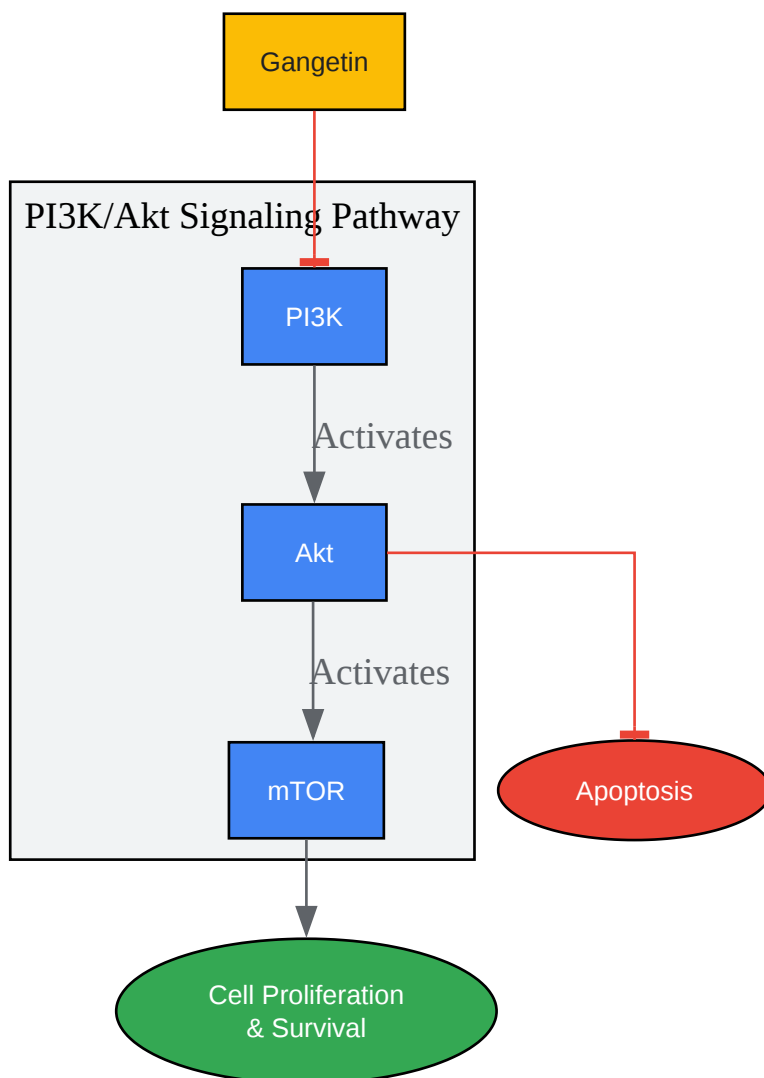 Gangetin
PI3K/Akt Signaling Pathway
PI3K
Activates
Akt
Activates
mTOR
Apoptosis
Cell Proliferation
& Survival